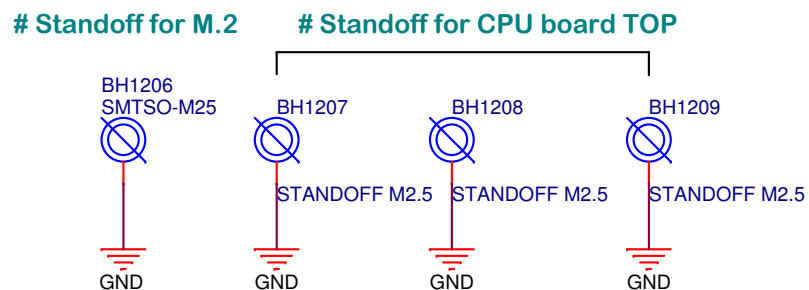 # Standoff for M.2
# Standoff for CPU board TOP
BH1206
SMTSO-M25
BH1207
BH1208
BH1209
STANDOFF M2.5
STANDOFF M2.5
STANDOFF M2.5
GND
GND
GND
GND